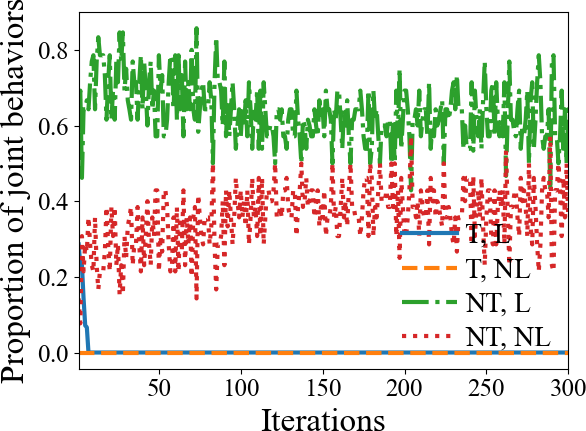 Proportion of joint behaviors
0.8
0.6
0.4
0.2
0.0
T, L
T, NL
NT, L
NT, NL
50
100
150
200
250
300
Iterations